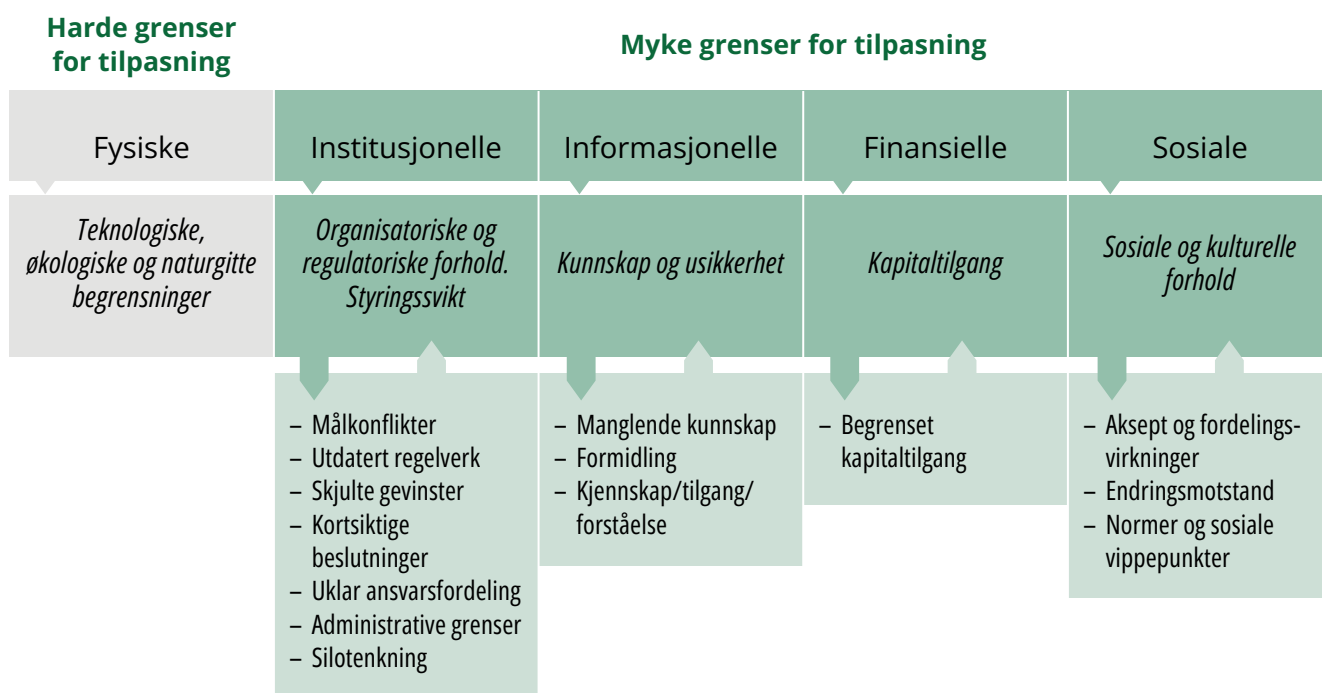 Harde grenser
for tilpasning
Myke grenser for tilpasning
Fysiske
Institusjonelle
Informasjonelle
Finansielle
Sosiale
Teknologiske,
økologiske og naturgitte
begrensninger
Organisatoriske og
regulatoriske forhold.
Styringssvikt
Kunnskap og usikkerhet
Kapitaltilgang
Sosiale og kulturelle
forhold
– Målkonflikter
– Utdatert regelverk
– Skjulte gevinster
– Kortsiktige
beslutninger
– Uklar ansvarsfordeling
– Administrative grenser
– Silotenkning
– Manglende kunnskap
– Formidling
– Kjennskap/tilgang/
forståelse
– Begrenset
kapitaltilgang
– Aksept og fordelings-
virkninger
– Endringsmotstand
– Normer og sosiale
vippepunkter